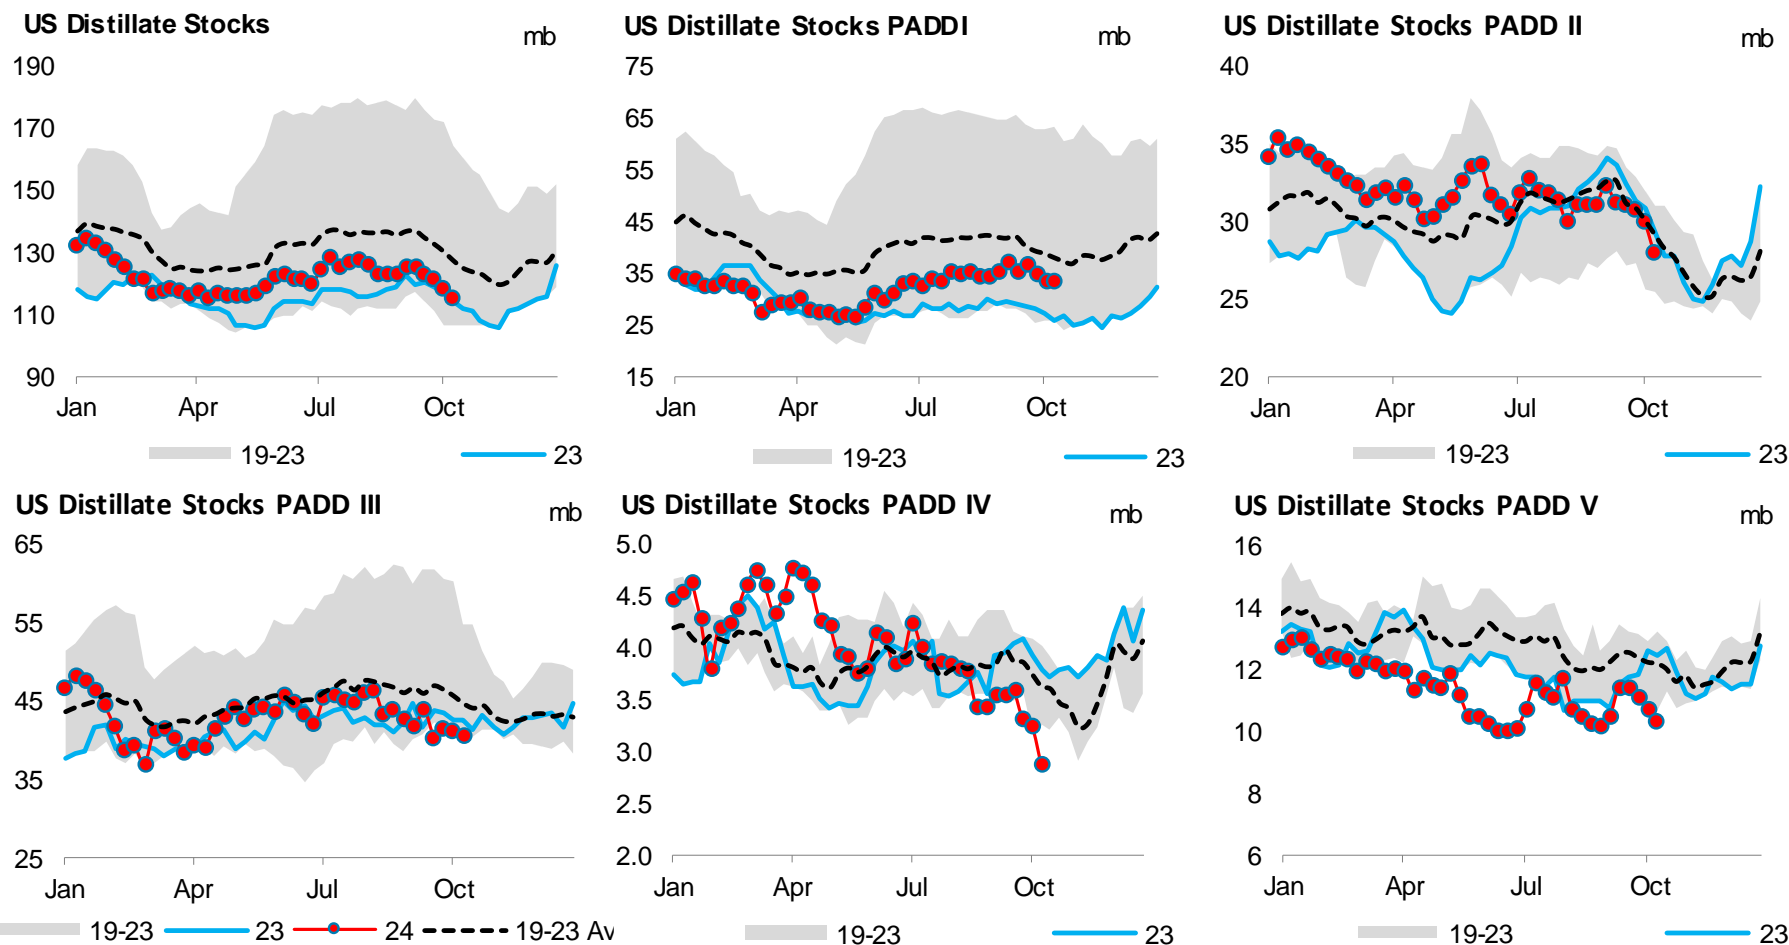 US Distillate Stocks
mb
190
170
150
130
110
90
Jan Apr Jul Oct
19-23 23
US Distillate Stocks PADDI
mb
75
65
55
45
35
25
15
Jan Apr Jul Oct
19-23 23
US Distillate Stocks PADD II
mb
40
35
30
25
20
Jan Apr Jul Oct
19-23 23
US Distillate Stocks PADD III
mb
65
55
45
35
25
Jan Apr Jul Oct
19-23 23 24 19-23 Av
US Distillate Stocks PADD IV
mb
5.0
4.5
4.0
3.5
3.0
2.5
2.0
Jan Apr Jul Oct
19-23 23
US Distillate Stocks PADD V
mb
16
14
12
10
8
6
Jan Apr Jul Oct
19-23 23